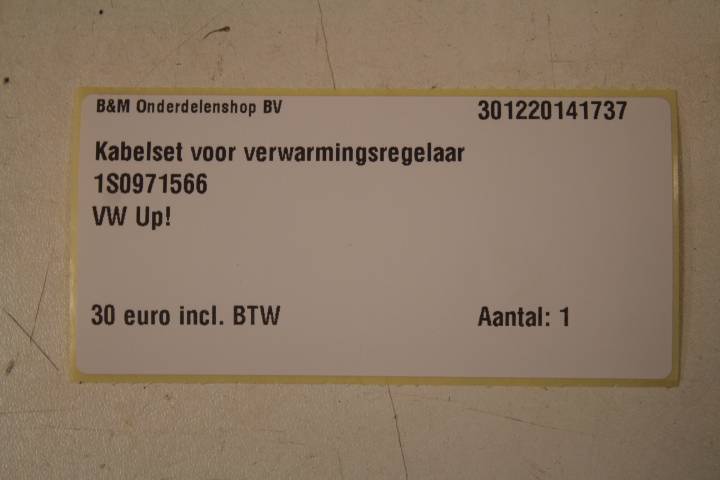 B&M Onderdelenshop BV 301220141737
Kabelset voor verwarmingsregelaar
1S0971566
VW Up!
30 euro incl. BTW Aantal: 1